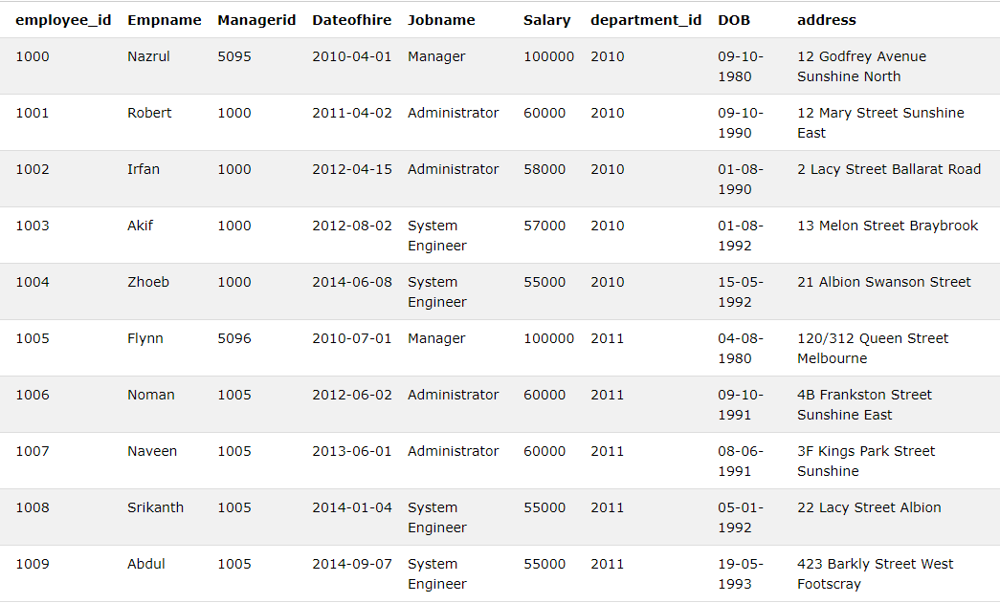 employee_id Empname Managerid Dateofhire Jobname Salary department_id DOB address
1000 Nazrul 5095 2010-04-01 Manager 100000 2010 09-10- 12 Godfrey Avenue
1980 Sunshine North
1001 Robert 1000 2011-04-02 Administrator 60000 2010 09-10- 12 Mary Street Sunshine
1990 East
1002 Irfan 1000 2012-04-15 Administrator 58000 2010 01-08- 2 Lacy Street Ballarat Road
1990
1003 Akif 1000 2012-08-02 System 57000 2010 01-08- 13 Melon Street Braybrook
Engineer 1992
1004 Zhoeb 1000 2014-06-08 System 55000 2010 15-05- 21 Albion Swanson Street
Engineer 1992
1005 Flynn 5096 2010-07-01 Manager 100000 2011 04-08- 120/312 Queen Street
1980 Melbourne
1006 Noman 1005 2012-06-02 Administrator 60000 2011 09-10- 4B Frankston Street
1991 Sunshine East
1007 Naveen 1005 2013-06-01 Administrator 60000 2011 08-06- 3F Kings Park Street
1991 Sunshine
1008 Srikanth 1005 2014-01-04 System 55000 2011 05-01- 22 Lacy Street Albion
Engineer 1992
1009 Abdul 1005 2014-09-07 System 55000 2011 19-05- 423 Barkly Street West
Engineer 1993 Footscray